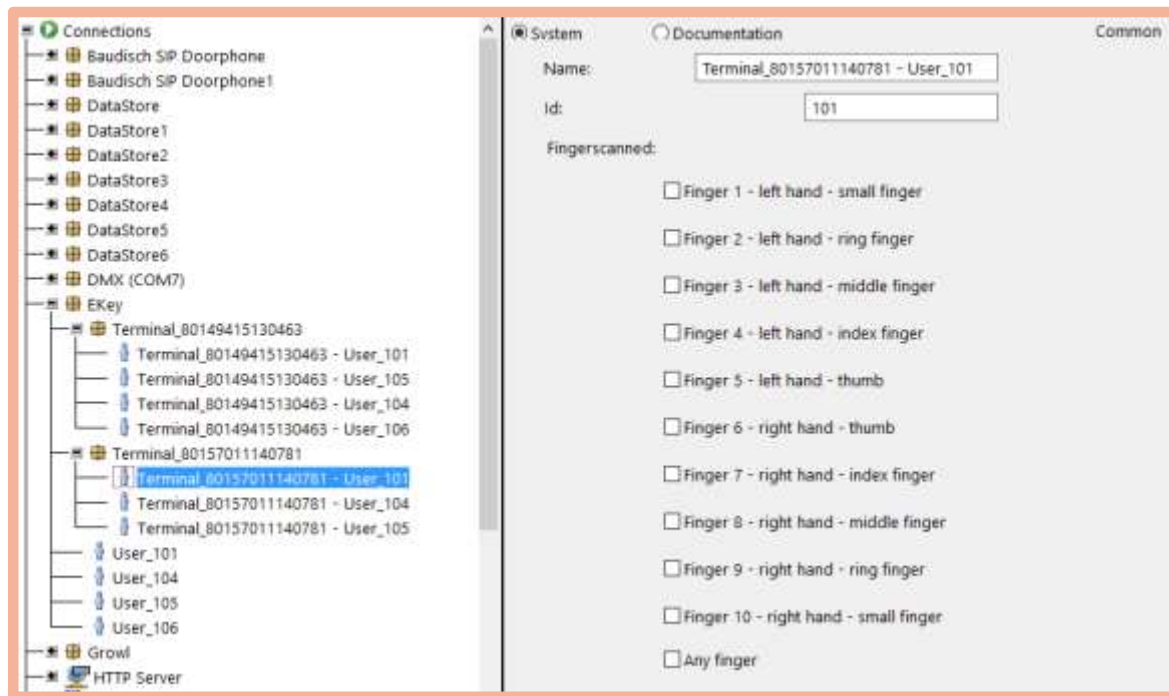 Connections
Baudisch SIP Doorphone
Baudisch SIP Doorphone1
DataStore
DataStore1
DataStore2
DataStore3
DataStore4
DataStore5
DataStore6
DMX (COM7)
EKey
Terminal_80149415130463
Terminal_80149415130463 - User_101
Terminal_80149415130463 - User_105
Terminal_80149415130463 - User_104
Terminal_80149415130463 - User_106
Terminal_80157011140781
Terminal_80157011140781 - User_101
Terminal_80157011140781 - User_104
Terminal_80157011140781 - User_105
User_101
User_104
User_105
User_106
Growl
HTTP Server
System Documentation Common
Name: Terminal_80157011140781 - User_101
Id: 101
Fingerscanned:
Finger 1 - left hand - small finger
Finger 2 - left hand - ring finger
Finger 3 - left hand - middle finger
Finger 4 - left hand - index finger
Finger 5 - left hand - thumb
Finger 6 - right hand - thumb
Finger 7 - right hand - index finger
Finger 8 - right hand - middle finger
Finger 9 - right hand - ring finger
Finger 10 - right hand - small finger
Any finger